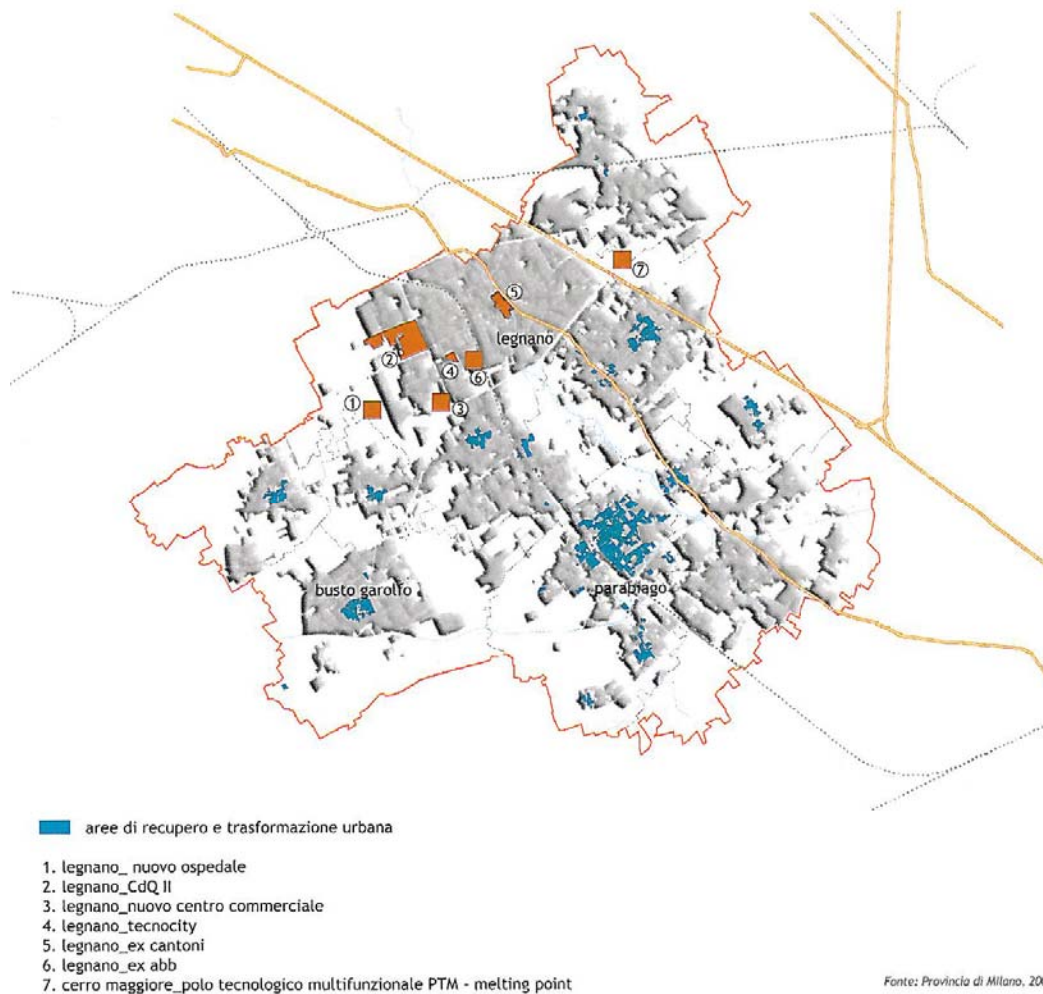 ⑦
⑤
legnano
②
④
⑥
①
③
busto garolfo
parabiago
aree di recupero e trasformazione urbana
1. legnano_ nuovo ospedale
2. legnano_CdQ II
3. legnano_nuovo centro commerciale
4. legnano_tecnocity
5. legnano_ex cantoni
6. legnano_ex abb
7. cerro maggiore_polo tecnologico multifunzionale PTM - melting point
Fonte: Provincia di Milano,